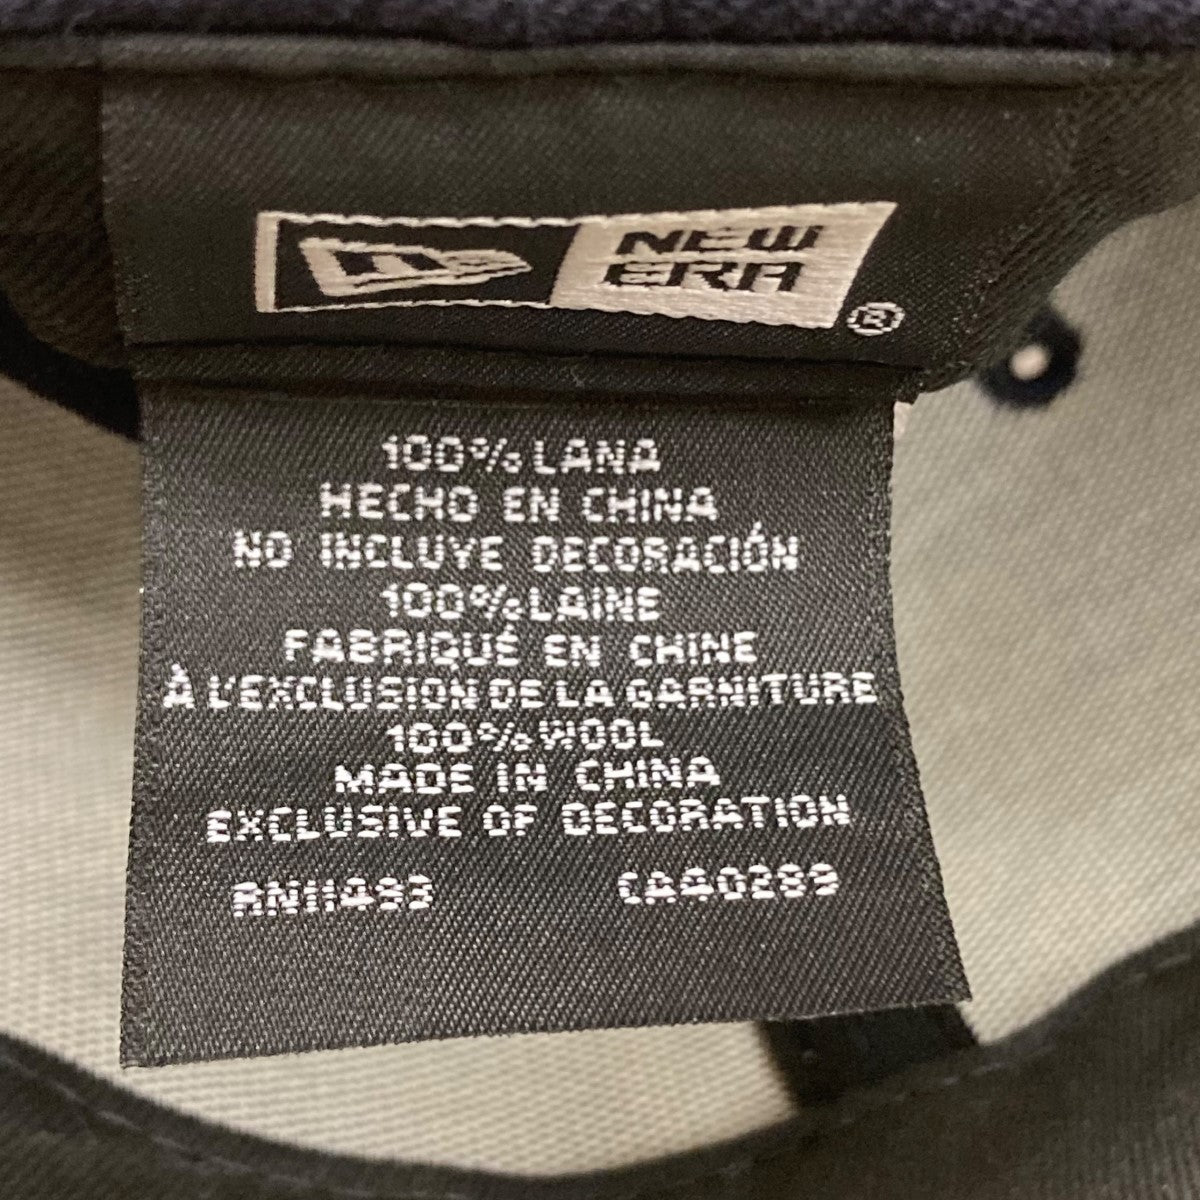 NEW
ERA
®
100% LANA
HECHO EN CHINA
NO INCLUYE DECORACIÓN
100% LAINE
FABRIQUÉ EN CHINE
À L'EXCLUSION DE LA GARNITURE
100% WOOL
MADE IN CHINA
EXCLUSIVE OF DECORATION
RN11493 CA40289